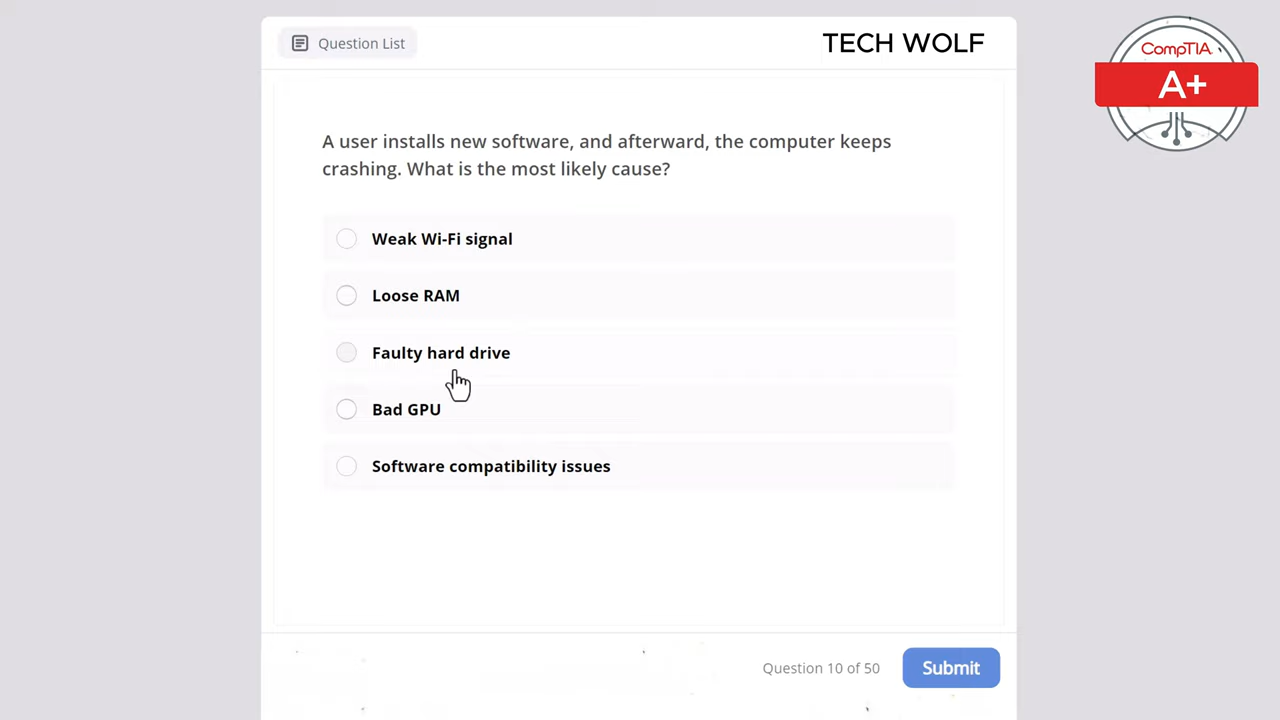 Question List
TECH WOLF
CompTIA
A+
A user installs new software, and afterward, the computer keeps
crashing. What is the most likely cause?
Weak Wi-Fi signal
Loose RAM
Faulty hard drive
Bad GPU
Software compatibility issues
Question 10 of 50
Submit